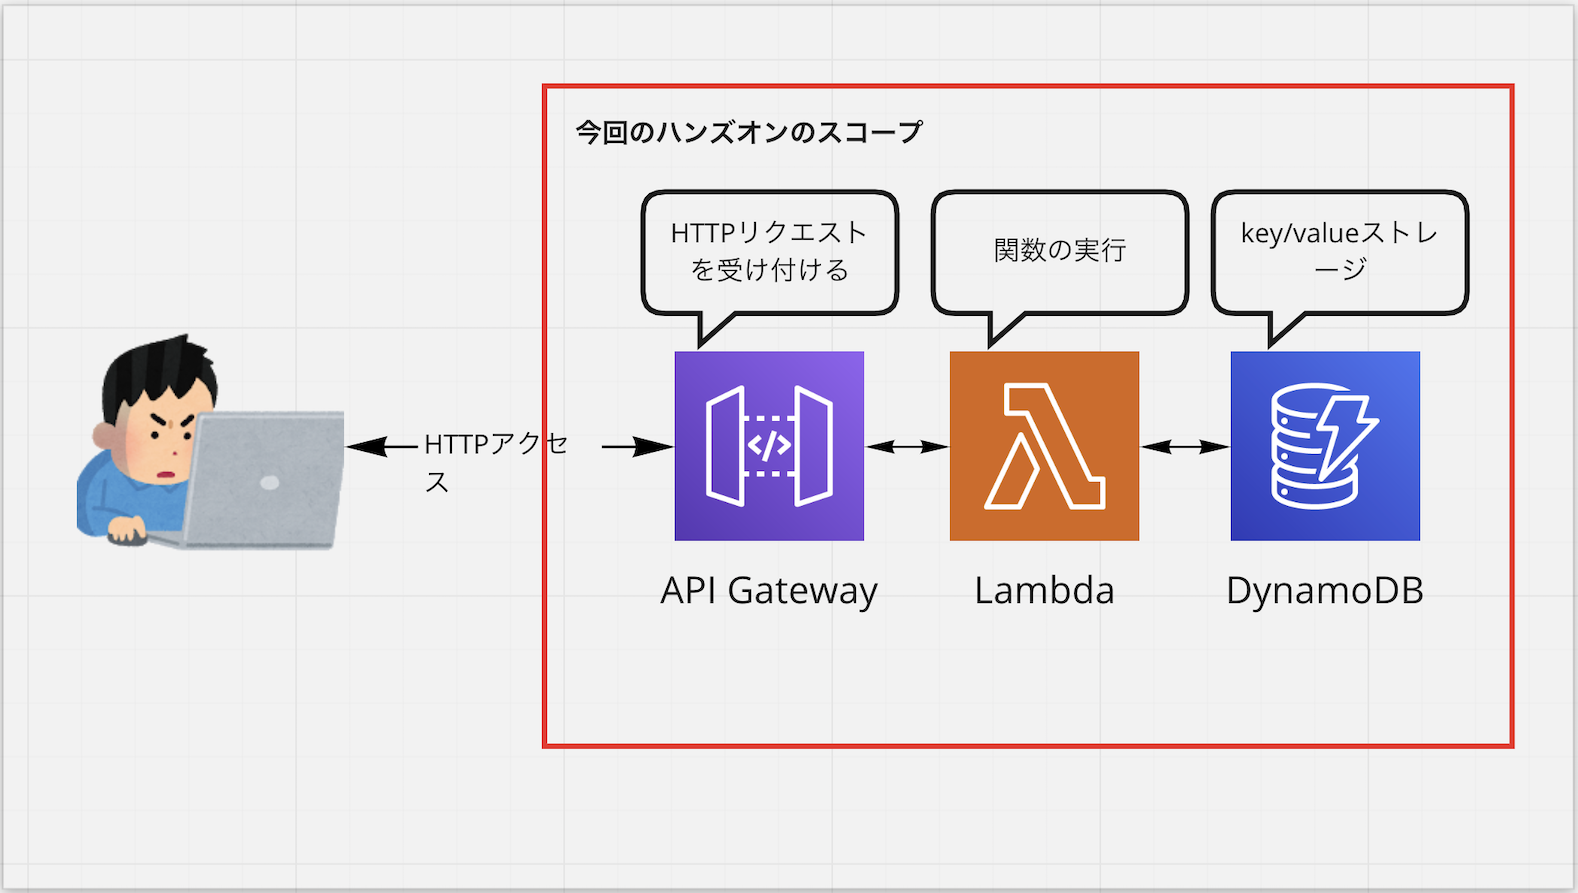 今回のハンズオンのスコープ
HTTPリクエスト
を受け付ける
関数の実行
key/valueストレ
ージ
HTTPアクセ
ス
</>
API Gateway
Lambda
DynamoDB